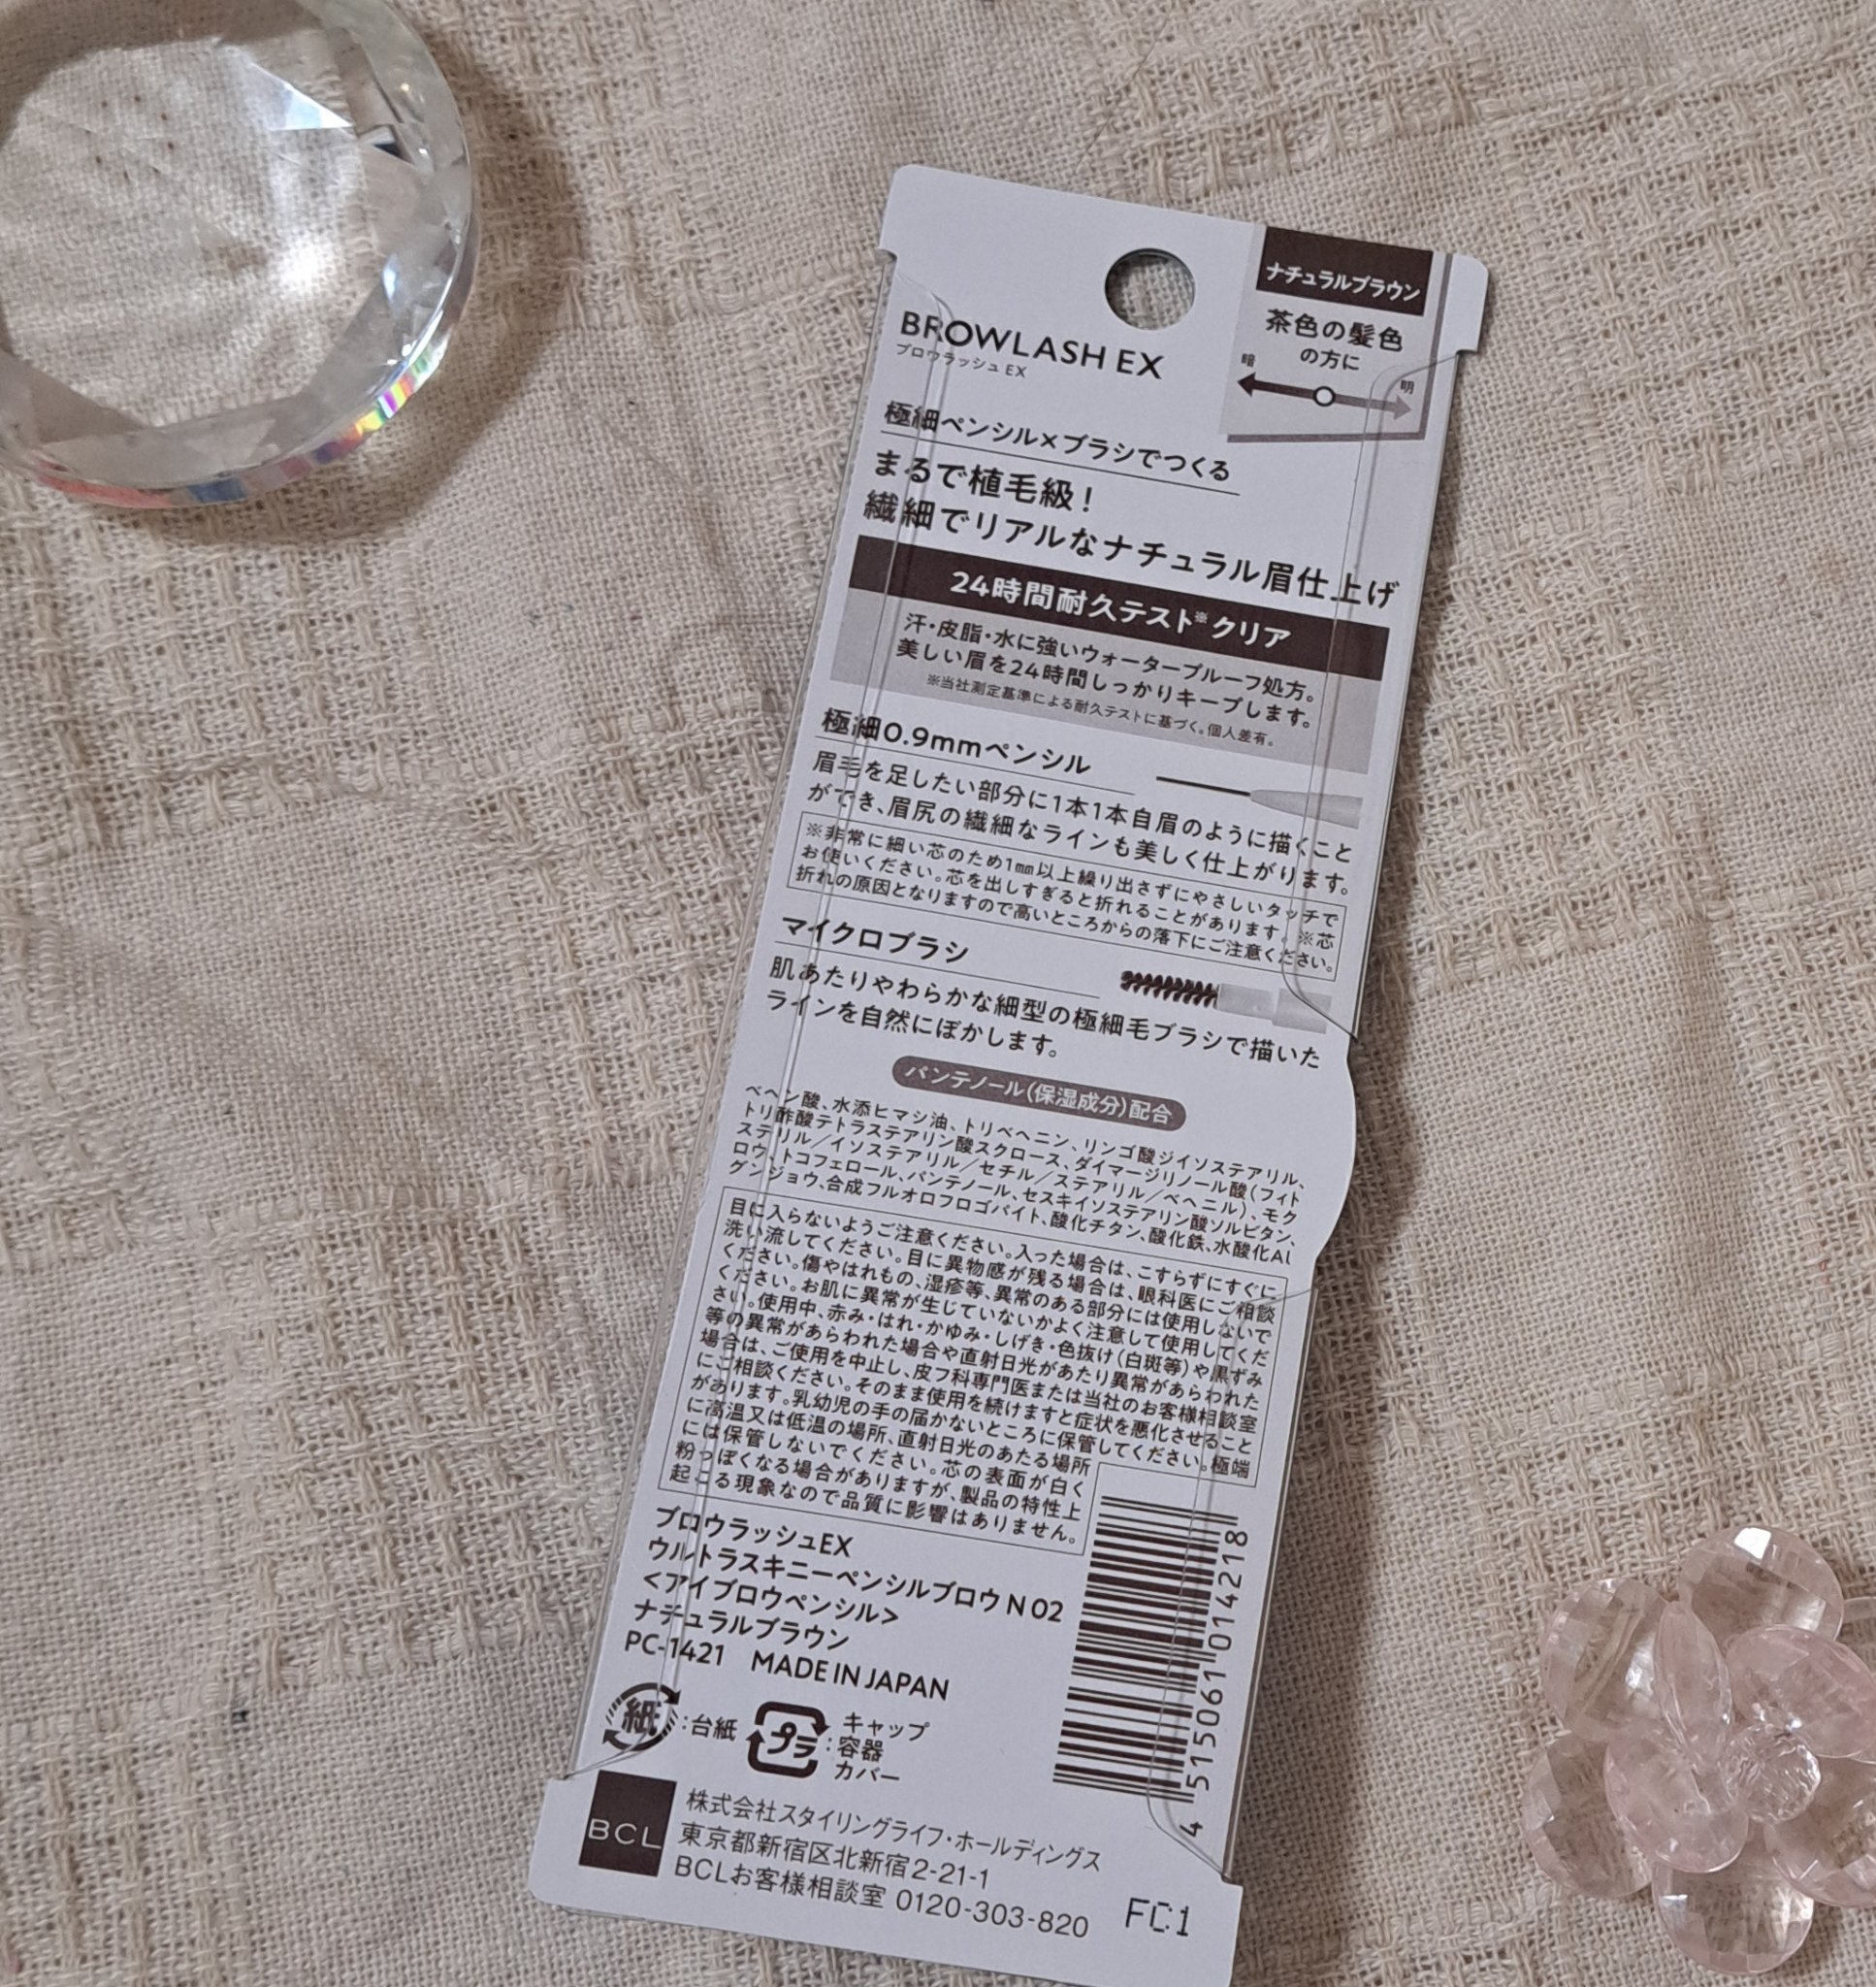 ナチュラルブラウン
茶色の髪色
の方に
暗
明
BROWLASH EX
ブロウラッシュ EX
極細ペンシル×ブラシでつくる
まるで植毛級！
繊細でリアルなナチュラル眉仕上げ
24時間耐久テスト※クリア
汗・皮脂・水に強いウォータープルーフ処方。
美しい眉を24時間しっかりキープします。
※当社測定基準による耐久テストに基づく。個人差有。
極細0.9mmペンシル
眉毛を足したい部分に1本1本自眉のように描くこと
ができ、眉尻の繊細なラインも美しく仕上がります。
※非常に細い芯のため1㎜以上繰り出さずにやさしいタッチで
お使いください。芯を出しすぎると折れることがあります。※芯
折れの原因となりますので高いところからの落下にご注意ください。
マイクロブラシ
肌あたりやわらかな細型の極細毛ブラシで描いた
ラインを自然にぼかします。
パンテノール(保湿成分)配合
ベヘン酸、水添ヒマシ油、トリベヘニン、リンゴ酸ジイソステアリル、
トリ酢酸テトラステアリン酸スクロース、ダイマージリノール酸(フィト
ステリル／イソステアリル／セチル／ステアリル／ベヘニル)、モク
ロウ、トコフェロール、パンテノール、セスキイソステアリン酸ソルビタン、
グンジョウ、合成フルオロフロゴパイト、酸化チタン、酸化鉄、水酸化Al
目に入らないようご注意ください。入った場合は、こすらずにすぐに
洗い流してください。目に異物感が残る場合は、眼科医にご相談
ください。傷やはれもの、湿疹等、異常のある部分には使用しないで
ください。お肌に異常が生じていないかよく注意して使用してくだ
さい。使用中、赤み・はれ・かゆみ・しげき・色抜け(白斑等)や黒ずみ
等の異常があらわれた場合や直射日光があたり異常があらわれた
場合は、ご使用を中止し、皮フ科専門医または当社のお客様相談室
にご相談ください。そのまま使用を続けますと症状を悪化させること
があります。乳幼児の手の届かないところに保管してください。極端
に高温又は低温の場所、直射日光のあたる場所
には保管しないでください。芯の表面が白く
粉っぽくなる場合がありますが、製品の特性上
起こる現象なので品質に影響はありません。
ブロウラッシュEX
ウルトラスキニーペンシルブロウ N 02
<アイブロウペンシル>
ナチュラルブラウン
PC-1421 MADE IN JAPAN
4 515061 014218
紙:台紙
プラ:キャップ
容器
カバー
BCL
株式会社スタイリングライフ・ホールディングス
東京都新宿区北新宿2-21-1
BCLお客様相談室 0120-303-820
FC1